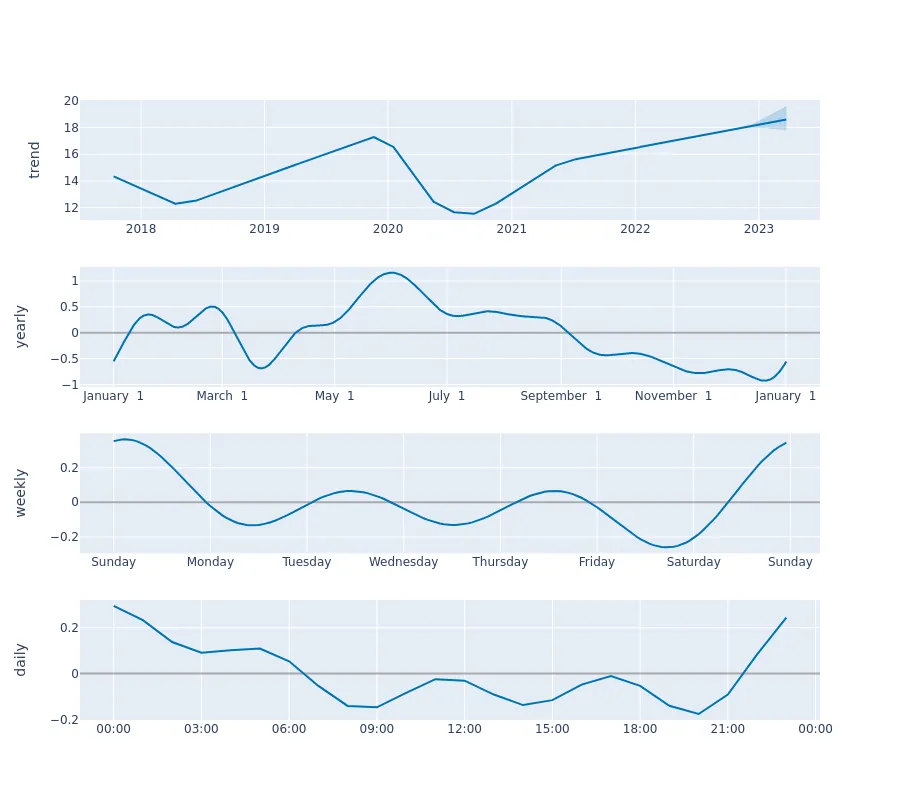 trend
20
18
16
14
12
2018 2019 2020 2021 2022 2023
yearly
1
0.5
0
−0.5
−1
January 1 March 1 May 1 July 1 September 1 November 1 January 1
weekly
0.2
0
−0.2
Sunday Monday Tuesday Wednesday Thursday Friday Saturday Sunday
daily
0.2
0
−0.2
00:00 03:00 06:00 09:00 12:00 15:00 18:00 21:00 00:00